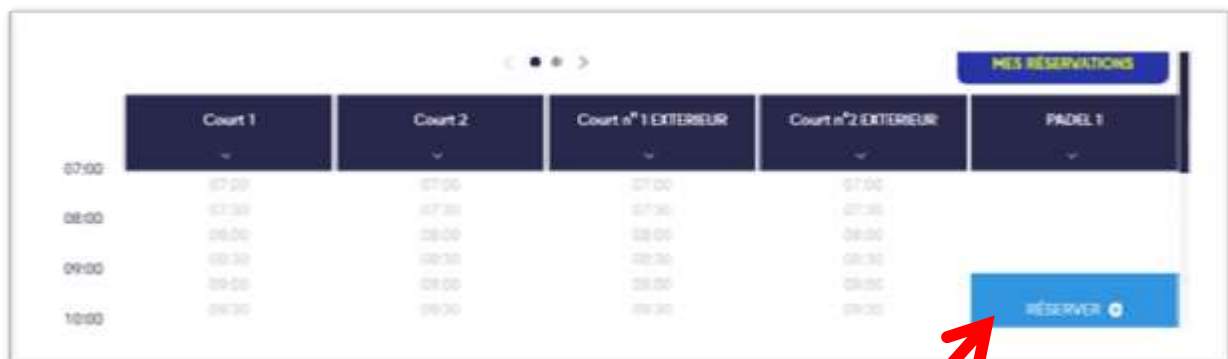 MES RÉSERVATIONS
Court 1 Court 2 Court n°1 EXTERIEUR Court n°2 EXTERIEUR PADEL 1
07:00
07:00 07:00 07:00 07:00
07:30 07:30 07:30 07:30
08:00
08:00 08:00 08:00 08:00
08:30 08:30 08:30 08:30
09:00
09:00 09:00 09:00 09:00
09:30 09:30 09:30 09:30
10:00
RÉSERVER